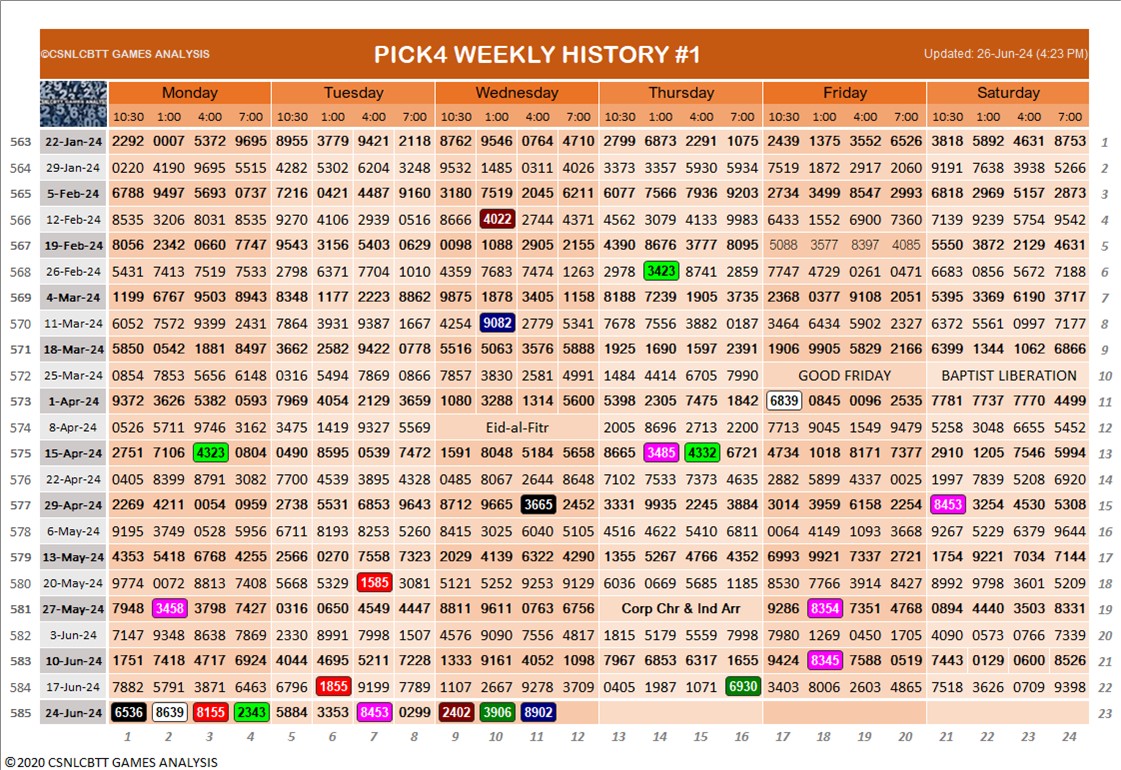 ©CSNLCBTT GAMES ANALYSIS PICK4 WEEKLY HISTORY #1 Updated: 26-Jun-24 (4:23 PM)
Monday Tuesday Wednesday Thursday Friday Saturday
10:30 1:00 4:00 7:00 10:30 1:00 4:00 7:00 10:30 1:00 4:00 7:00 10:30 1:00 4:00 7:00 10:30 1:00 4:00 7:00 10:30 1:00 4:00 7:00
563 22-Jan-24 2292 0007 5372 9695 8955 3779 9421 2118 8762 9546 0764 4710 2799 6873 2291 1075 2439 1375 3552 6526 3818 5892 4631 8753 1
564 29-Jan-24 0220 4190 9695 5515 4282 5302 6204 3248 9532 1485 0311 4026 3373 3357 5930 5934 7519 1872 2917 2060 9191 7638 3938 5266 2
565 5-Feb-24 6788 9497 5693 0737 7216 0421 4487 9160 3180 7519 2045 6211 6077 7566 7936 9203 2734 3499 8547 2993 6818 2969 5157 2873 3
566 12-Feb-24 8535 3206 8031 8535 9270 4106 2939 0516 8666 4022 2744 4371 4562 3079 4133 9983 6433 1552 6900 7360 7139 9239 5754 9542 4
567 19-Feb-24 8056 2342 0660 7747 9543 3156 5403 0629 0098 1088 2905 2155 4390 8676 3777 8095 5088 3577 8397 4085 5550 3872 2129 4631 5
568 26-Feb-24 5431 7413 7519 7533 2798 6371 7704 1010 4359 7683 7474 1263 2978 3423 8741 2859 7747 4729 0261 0471 6683 0856 5672 7188 6
569 4-Mar-24 1199 6767 9503 8943 8348 1177 2223 8862 9875 1878 3405 1158 8188 7239 1905 3735 2368 0377 9108 2051 5395 3369 6190 3717 7
570 11-Mar-24 6052 7572 9399 2431 7864 3931 9387 1667 4254 9082 2779 5341 7678 7556 3882 0187 3464 6434 5902 2327 6372 5561 0997 7177 8
571 18-Mar-24 5850 0542 1881 8497 3662 2582 9422 0778 5516 5063 3576 5888 1925 1690 1597 2391 1906 9905 5829 2166 6399 1344 1062 6866 9
572 25-Mar-24 0854 7853 5656 6148 0316 5494 7869 0866 7857 3830 2581 4991 1484 4414 6705 7990 GOOD FRIDAY BAPTIST LIBERATION 10
573 1-Apr-24 9372 3626 5382 0593 7969 4054 2129 3659 1080 3288 1314 5600 5398 2305 7475 1842 6839 0845 0096 2535 7781 7737 7770 4499 11
574 8-Apr-24 0526 5711 9746 3162 3475 1419 9327 5569 Eid-al-Fitr 2005 8696 2713 2200 7713 9045 1549 9479 5258 3048 6655 5452 12
575 15-Apr-24 2751 7106 4323 0804 0490 8595 0539 7472 1591 8048 5184 5658 8665 3485 4332 6721 4734 1018 8171 7377 2910 1205 7546 5994 13
576 22-Apr-24 0405 8399 8791 3082 7700 4539 3895 4328 0485 8067 2644 8648 7102 7533 7373 4635 2882 5899 4337 0025 1997 7839 5208 6920 14
577 29-Apr-24 2269 4211 0054 0593 2738 5531 6853 9643 8712 9665 3665 2452 3331 9935 2245 3884 3014 3959 6158 2254 8453 3254 4530 5308 15
578 6-May-24 9195 3749 0528 5956 6711 8193 8253 5260 8415 3025 6040 5105 4516 4622 5410 6811 0064 4149 1093 3668 9267 5229 6379 9644 16
579 13-May-24 4353 5418 6768 4255 2566 0270 7558 7323 2029 4139 6322 4290 1355 5267 4766 4352 6993 9921 7337 2721 1754 9221 7034 7144 17
580 20-May-24 9774 0072 8813 7408 5668 5329 1585 3081 5121 5252 9253 9129 6036 0669 5685 1185 8530 7766 3914 8427 8992 9798 3601 5209 18
581 27-May-24 7948 3458 3798 7427 0316 0650 4549 4447 8811 9611 0763 6756 Corp Chr & Ind Arr 9286 8354 7351 4768 0894 4440 3503 8331 19
582 3-Jun-24 7147 9348 8638 7869 2330 8991 7998 1507 4576 9090 7556 4817 1815 5179 5559 7998 7980 1269 0450 1705 4090 0573 0766 7339 20
583 10-Jun-24 1751 7418 4717 6924 4044 4695 5211 7228 1333 9161 4052 1098 7967 6853 6317 1655 9424 8345 7588 0519 7443 0129 0600 8526 21
584 17-Jun-24 7882 5791 3871 6463 6796 1855 9199 7789 1107 2667 9278 3709 0405 1987 1071 6930 3403 8006 2603 4865 7518 3626 0709 9398 22
585 24-Jun-24 6536 8639 8155 2343 5884 3353 8453 0299 2402 3906 8902 23
1 2 3 4 5 6 7 8 9 10 11 12 13 14 15 16 17 18 19 20 21 22 23 24
©2020 CSNLCBTT GAMES ANALYSIS